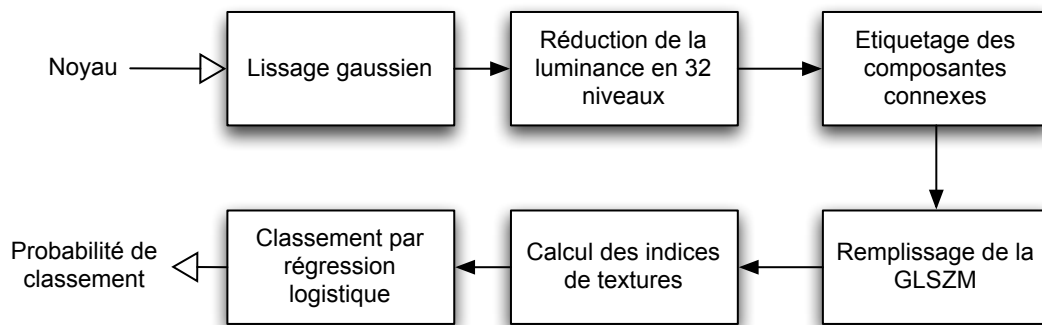 Noyau
Lissage gaussien
Réduction de la
luminance en 32
niveaux
Etiquetage des
composantes
connexes
Remplissage de la
GLSZM
Calcul des indices
de textures
Classement par
régression
logistique
Probabilité de
classement